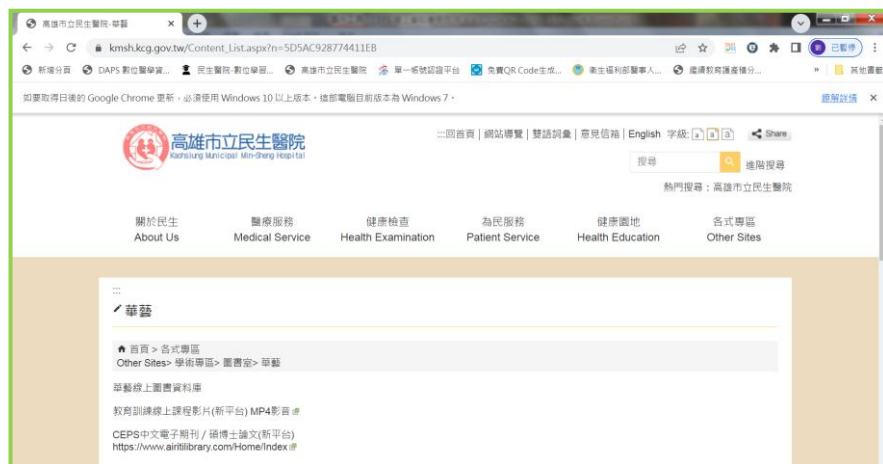 高雄市立民生醫院-華藝
kmsh.kcg.gov.tw/Content_List.aspx?n=5D5AC928774411EB
已暫停
新增分頁 DAPS 數位醫學資... 民生醫院-數位學習... 高雄市立民生醫院 單一帳號認證平台 免費QR Code生成... 衛生福利部醫事人... 繼續教育護產積分... » 其他書籤
如要取得日後的 Google Chrome 更新，必須使用 Windows 10 以上版本。這部電腦目前版本為 Windows 7。 瞭解詳情
高雄市立民生醫院
Kaohsiung Municipal Min-Sheng Hospital
:::回首頁 | 網站導覽 | 雙語詞彙 | 意見信箱 | English 字級: a a a Share
搜尋 進階搜尋
熱門搜尋：高雄市立民生醫院
關於民生 醫療服務 健康檢查 為民服務 健康園地 各式專區
About Us Medical Service Health Examination Patient Service Health Education Other Sites
:::
華藝
首頁 > 各式專區
Other Sites> 學術專區> 圖書室> 華藝
華藝線上圖書資料庫
教育訓練線上課程影片(新平台) MP4影音
CEPS中文電子期刊 / 碩博士論文(新平台)
https://www.airitilibrary.com/Home/Index